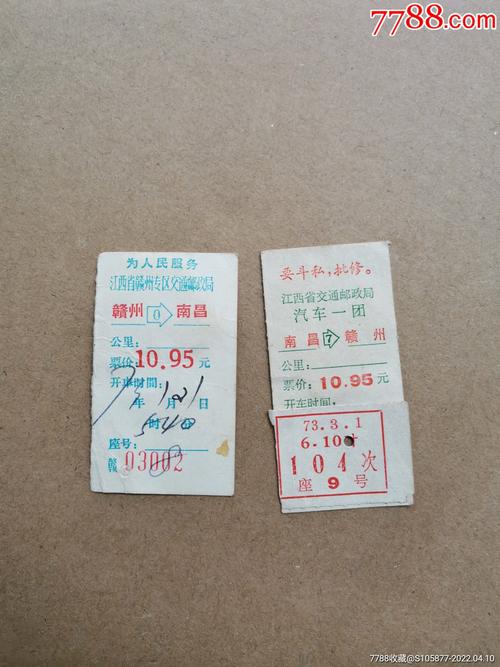 7788.com
为人民服务
江西省赣州专区交通邮政局
赣州 0 南昌
公里:
票价:10.95元
开车时间:
年 1月21日
时 分
座号:
赣 03002
要斗私,批修。
江西省交通邮政局
汽车一团
南昌 7 赣州
公里:
票价:10.95元
开车时间:
73.3.1
6.10
104次
座9号
7788收藏@S105877-2022.04.10